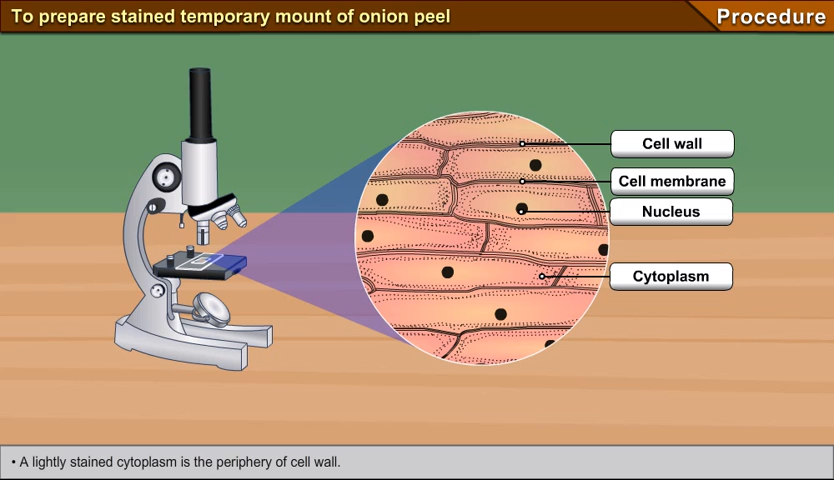 To prepare stained temporary mount of onion peel
Procedure
Cell wall
Cell membrane
Nucleus
Cytoplasm
• A lightly stained cytoplasm is the periphery of cell wall.